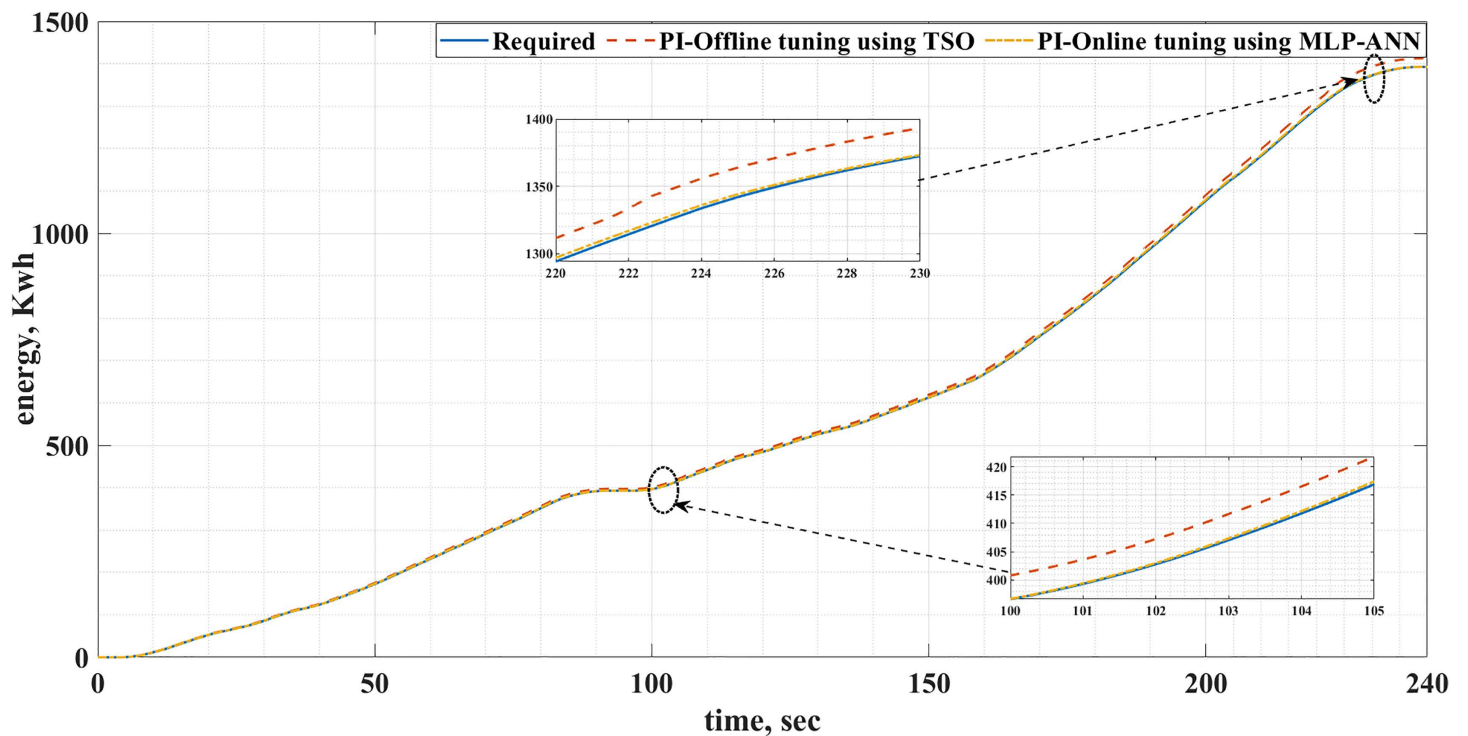 1500
Required PI-Offline tuning using TSO PI-Online tuning using MLP-ANN
1400
1350
1300
220 222 224 226 228 230
1000
energy, Kwh
500
420
415
410
405
400
100 101 102 103 104 105
0
0 50 100 150 200 240
time, sec